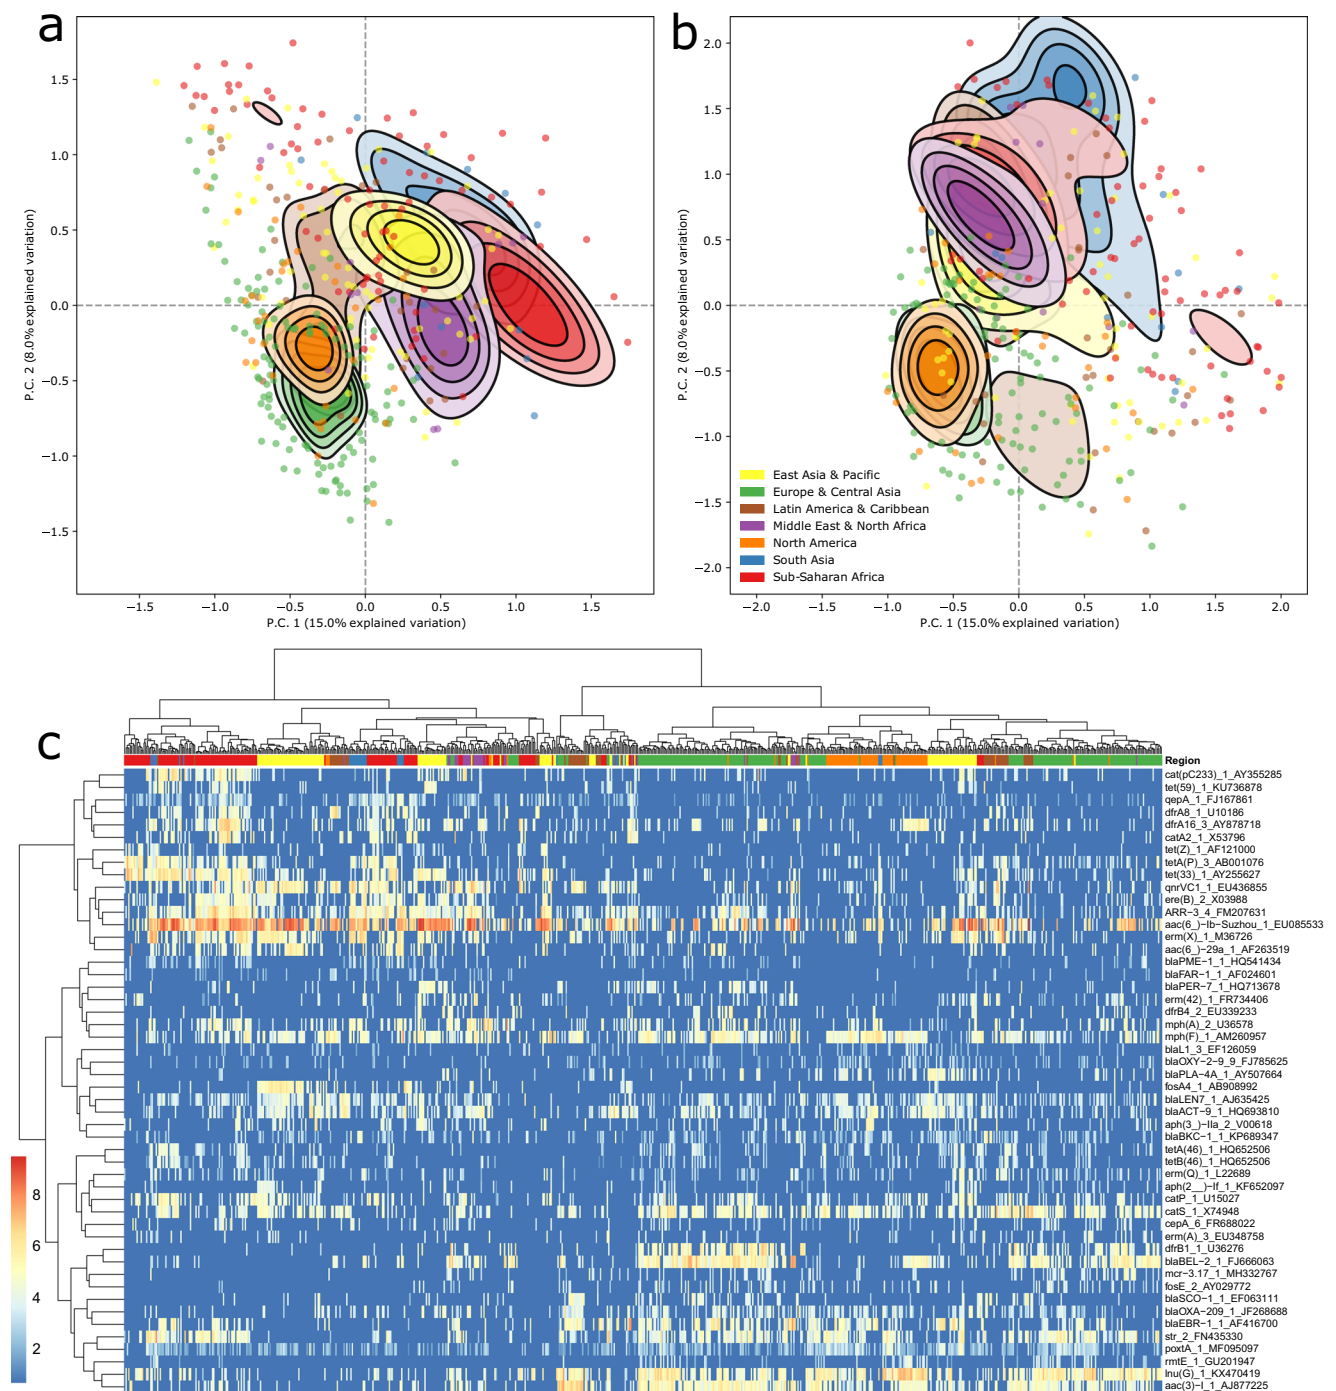 a
b
1.5
1.0
0.5
0.0
−0.5
−1.0
−1.5
P.C. 2 (8.0% explained variation)
−1.5
−1.0
−0.5
0.0
0.5
1.0
1.5
P.C. 1 (15.0% explained variation)
2.0
1.5
1.0
0.5
0.0
−0.5
−1.0
−1.5
−2.0
P.C. 2 (8.0% explained variation)
East Asia & Pacific
Europe & Central Asia
Latin America & Caribbean
Middle East & North Africa
North America
South Asia
Sub-Saharan Africa
−2.0
−1.5
−1.0
−0.5
0.0
0.5
1.0
1.5
2.0
P.C. 1 (15.0% explained variation)
c
Region
cat(pC233)_1_AY355285
tet(59)_1_KU736878
qepA_1_FJ167861
dfrA8_1_U10186
dfrA16_3_AY878718
catA2_1_X53796
tet(Z)_1_AF121000
tetA(P)_3_AB001076
tet(33)_1_AY255627
qnrVC1_1_EU436855
ere(B)_2_X03988
ARR−3_4_FM207631
aac(6_)−Ib−Suzhou_1_EU085533
erm(X)_1_M36726
aac(6_)−29a_1_AF263519
blaPME−1_1_HQ541434
blaFAR−1_1_AF024601
blaPER−7_1_HQ713678
erm(42)_1_FR734406
dfrB4_2_EU339233
mph(A)_2_U36578
mph(F)_1_AM260957
blaL1_3_EF126059
blaOXY−2−9_9_FJ785625
blaPLA−4A_1_AY507664
fosA4_1_AB908992
blaLEN7_1_AJ635425
blaACT−9_1_HQ693810
aph(3_)−IIa_2_V00618
blaBKC−1_1_KP689347
tetA(46)_1_HQ652506
tetB(46)_1_HQ652506
erm(Q)_1_L22689
aph(2__)−If_1_KF652097
catP_1_U15027
catS_1_X74948
cepA_6_FR688022
erm(A)_3_EU348758
dfrB1_1_U36276
blaBEL−2_1_FJ666063
mcr−3.17_1_MH332767
fosE_2_AY029772
blaSCO−1_1_EF063111
blaOXA−209_1_JF268688
blaEBR−1_1_AF416700
str_2_FN435330
poxtA_1_MF095097
rmtE_1_GU201947
lnu(G)_1_KX470419
aac(3)−I_1_AJ877225
8
6
4
2